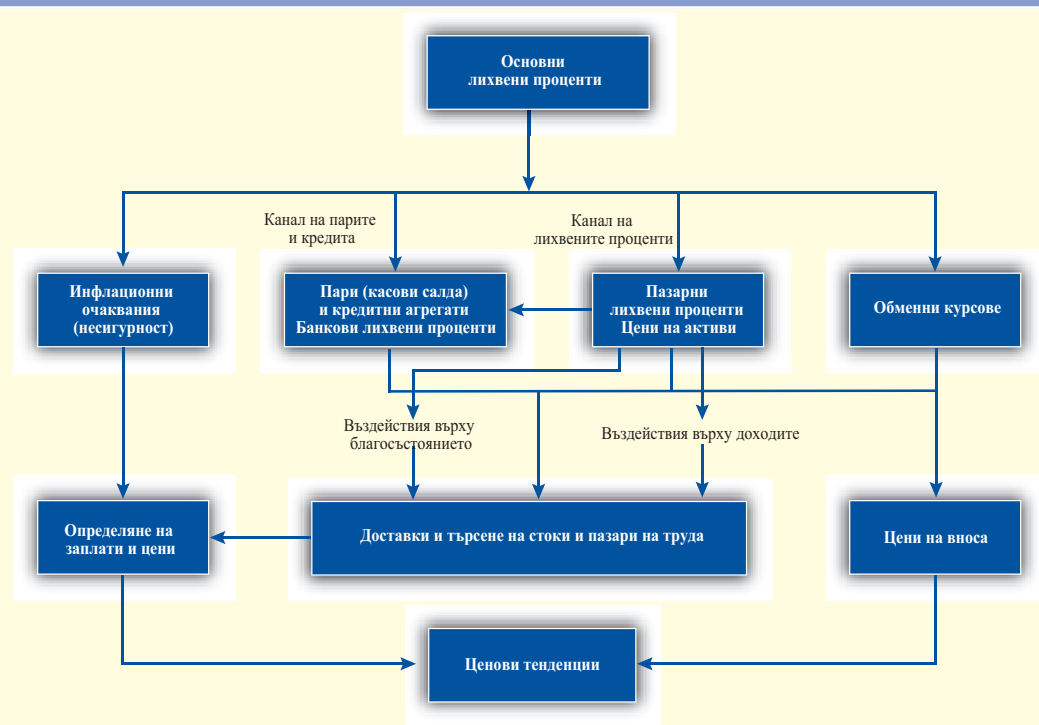 Основни
лихвени проценти
Канал на парите
и кредита
Канал на
лихвените проценти
Инфлационни
очаквания
(несигурност)
Пари (касови салда)
и кредитни агрегати
Банкови лихвени проценти
Пазарни
лихвени проценти
Цени на активи
Обменни курсове
Въздействия върху
благосъстоянието
Въздействия върху доходите
Определяне на
заплати и цени
Доставки и търсене на стоки и пазари на труда
Цени на вноса
Ценови тенденции